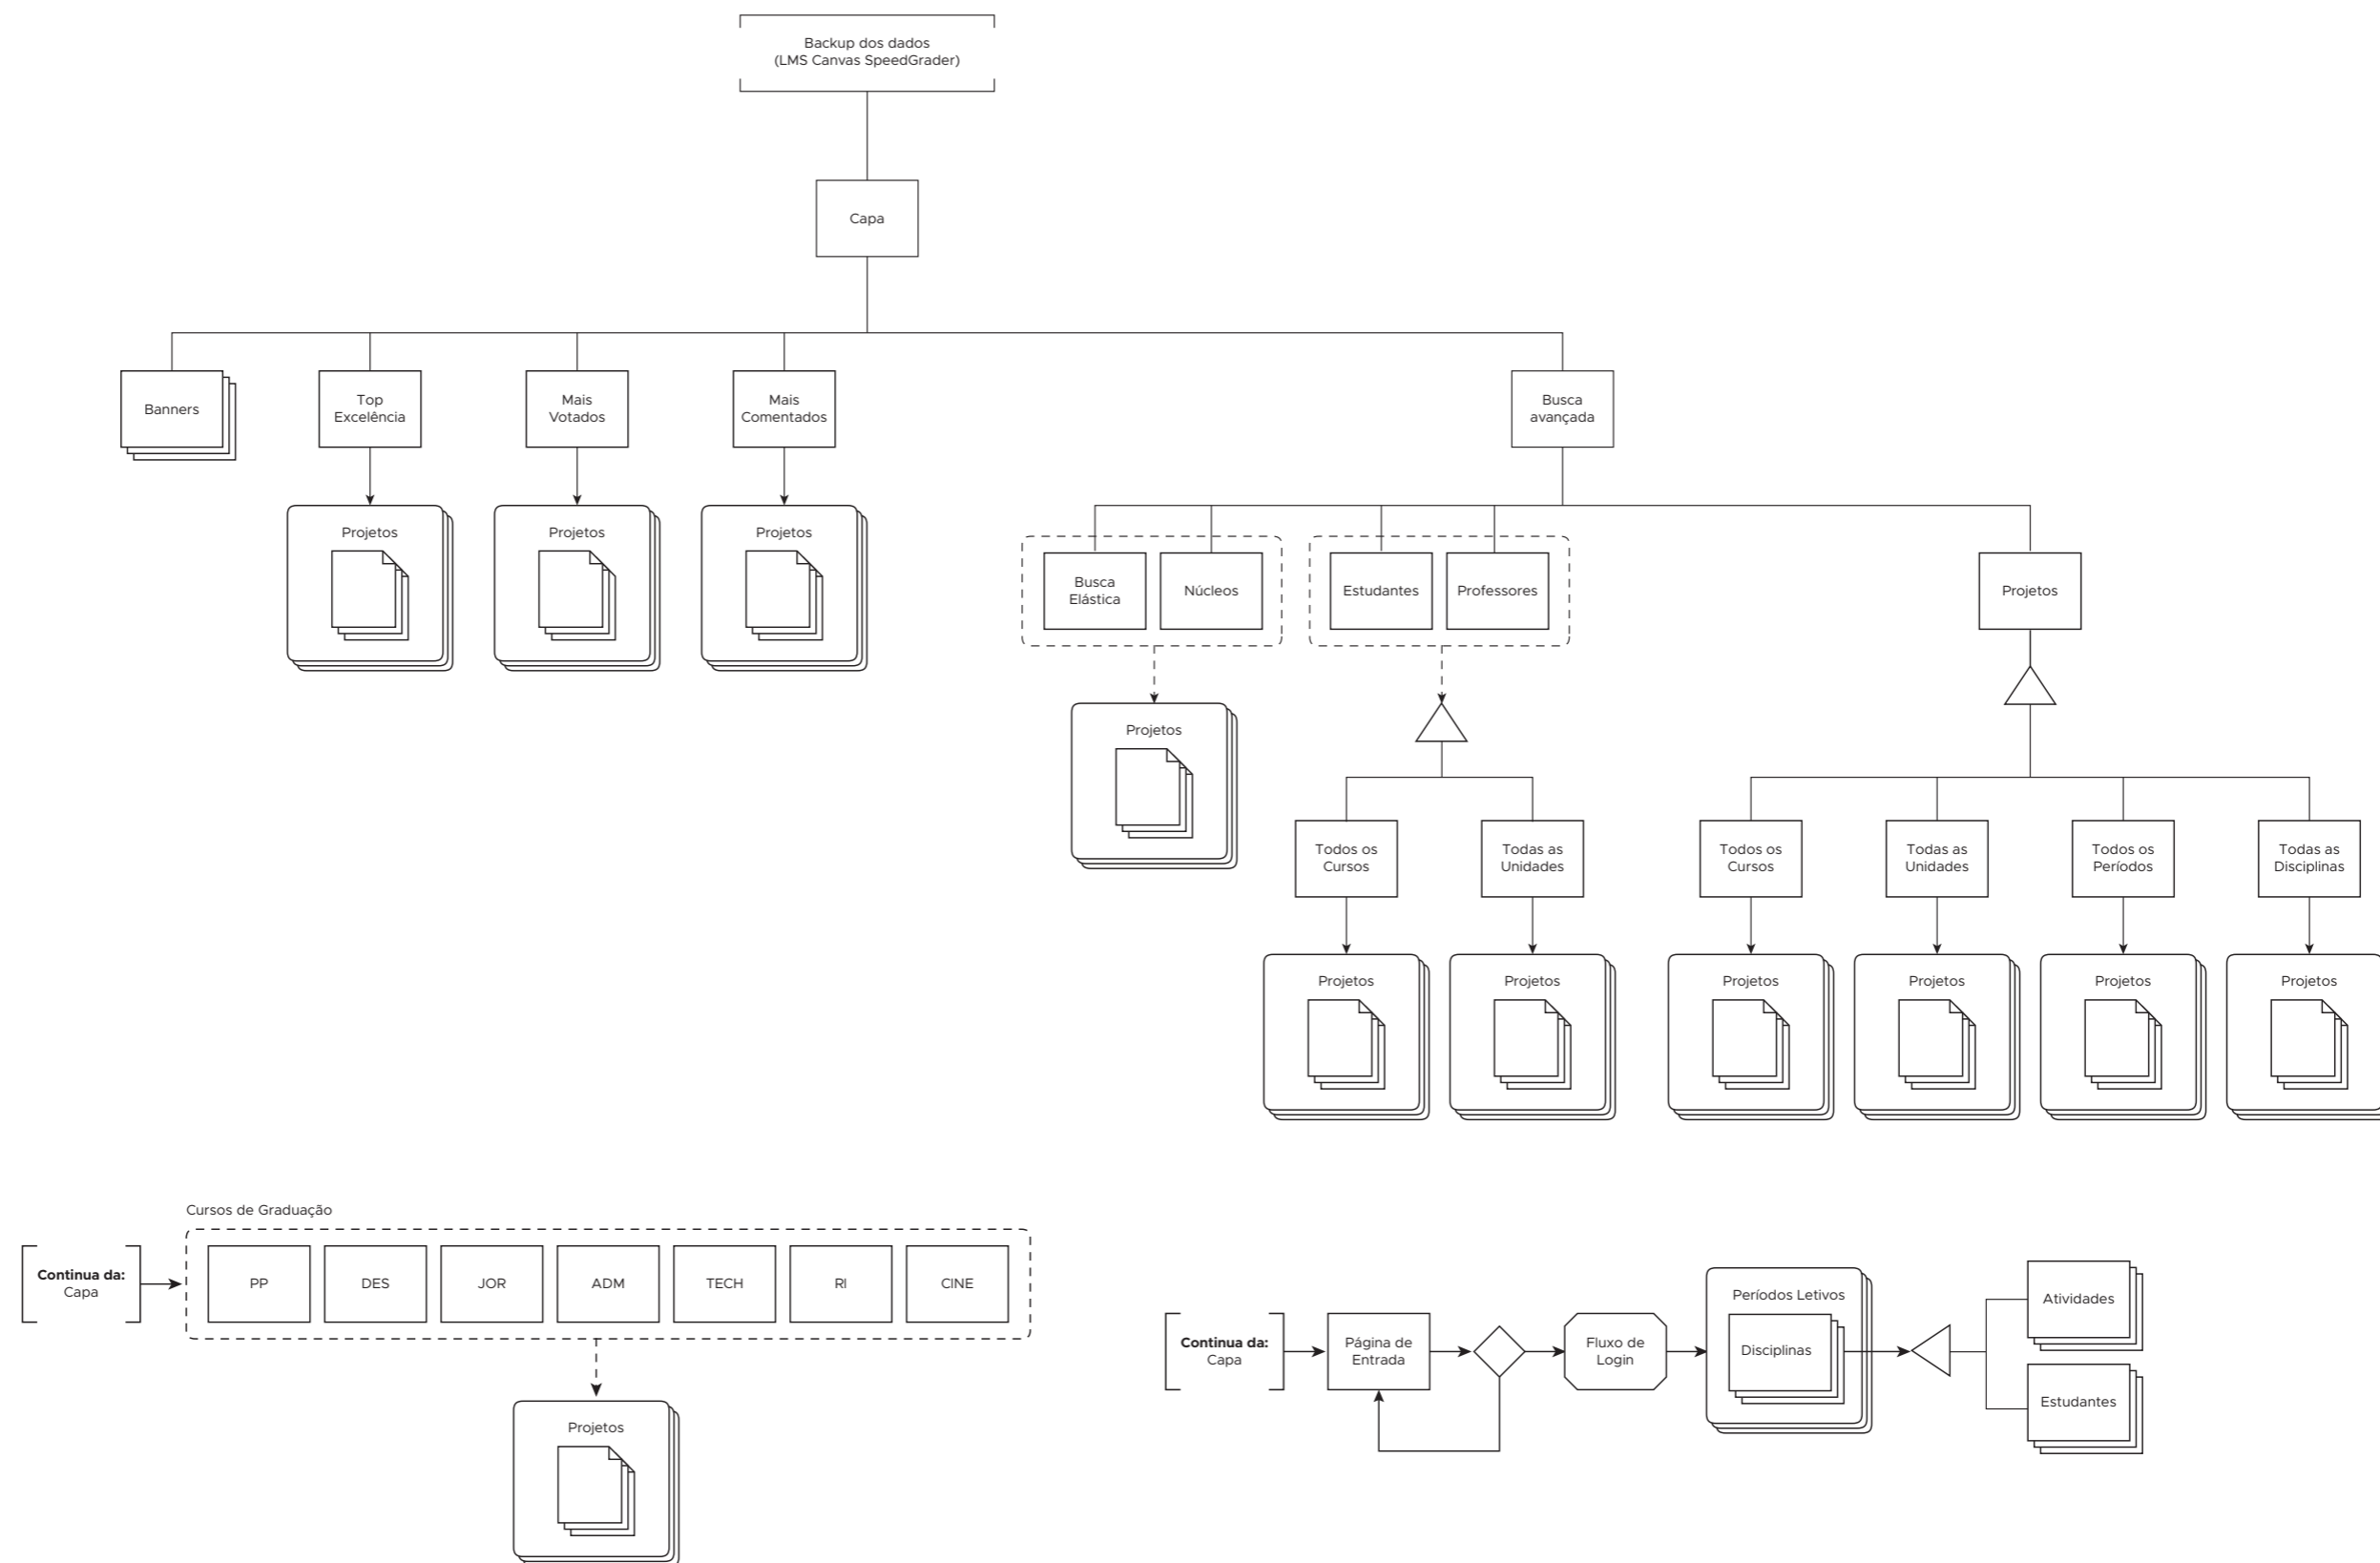 Backup dos dados
(LMS Canvas SpeedGrader)
Capa
Banners
Top
Excelência
Mais
Votados
Mais
Comentados
Busca
avançada
Projetos
Projetos
Projetos
Busca
Elástica
Núcleos
Estudantes
Professores
Projetos
Projetos
Todos os
Cursos
Todas as
Unidades
Todos os
Cursos
Todas as
Unidades
Todos os
Períodos
Todas as
Disciplinas
Projetos
Projetos
Projetos
Projetos
Projetos
Projetos
Cursos de Graduação
Continua da:
Capa
PP
DES
JOR
ADM
TECH
RI
CINE
Projetos
Continua da:
Capa
Página de
Entrada
Fluxo de
Login
Períodos Letivos
Disciplinas
Atividades
Estudantes